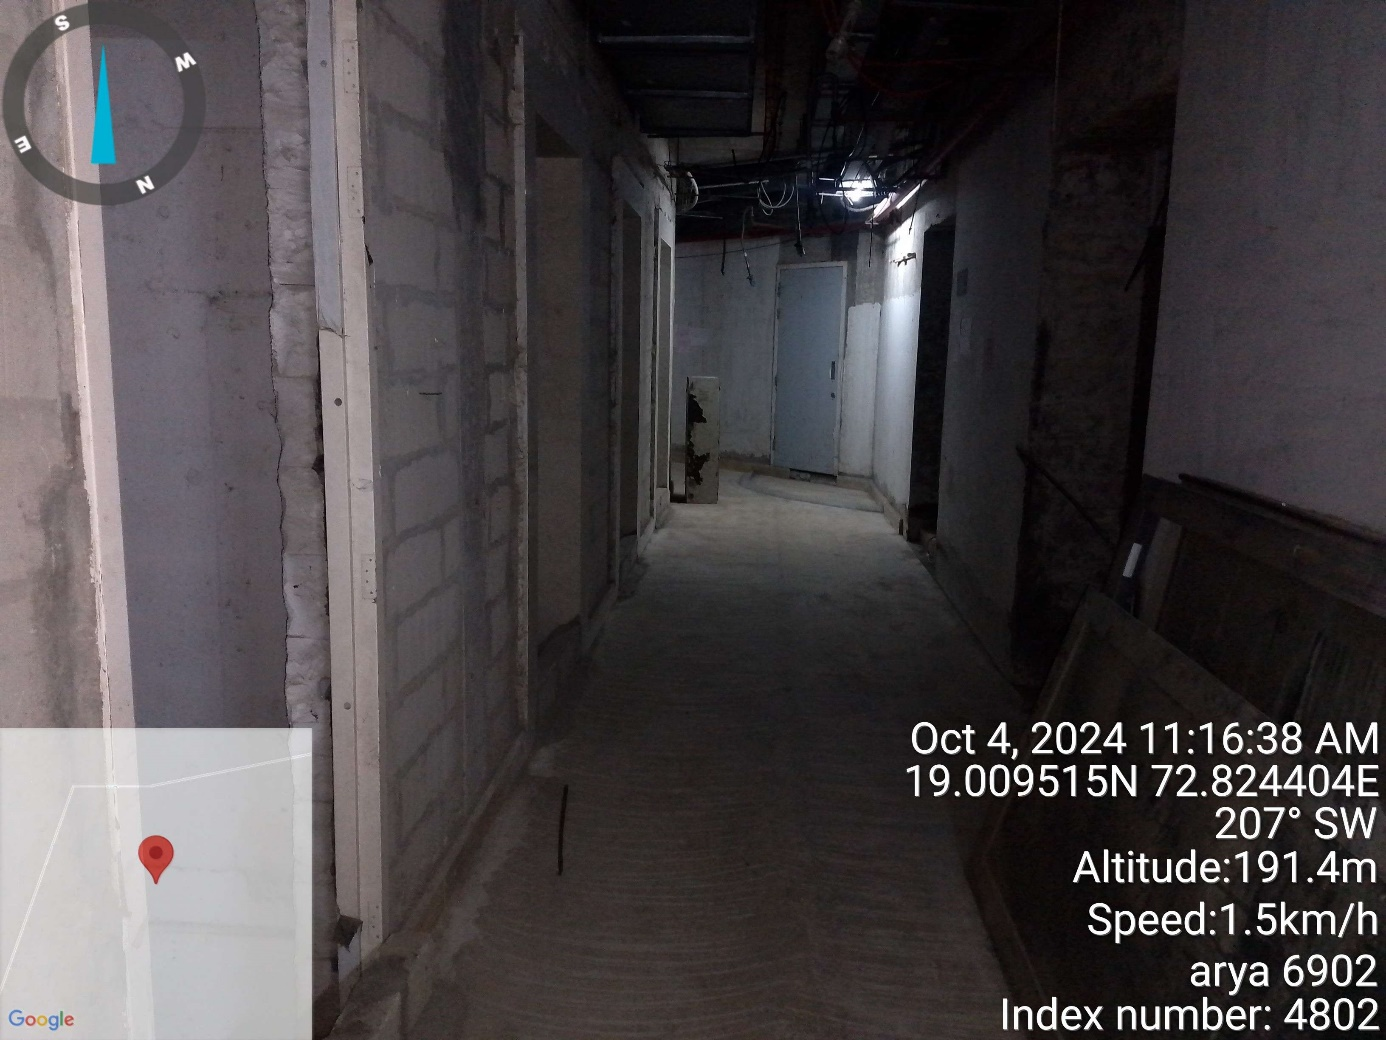 S
W
E
N
Oct 4, 2024 11:16:38 AM
19.009515N 72.824404E
207° SW
Altitude:191.4m
Speed:1.5km/h
arya 6902
Index number: 4802
Google